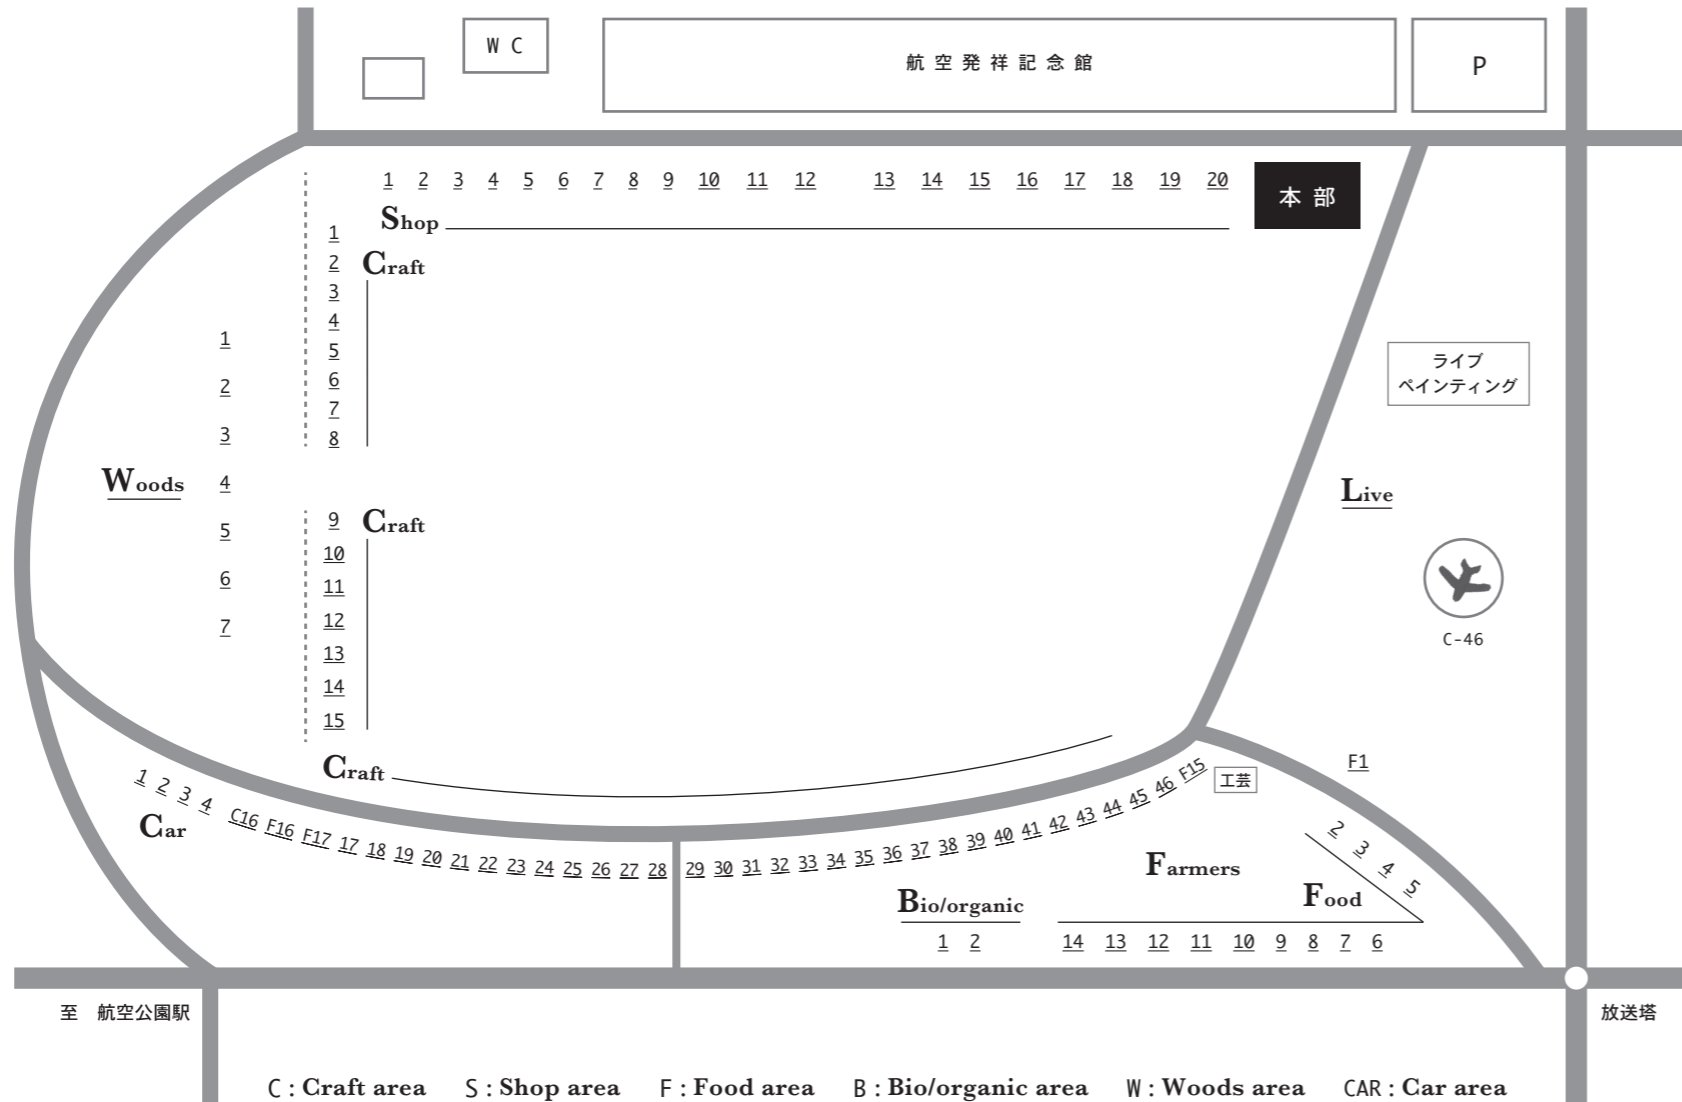 W C
航空発祥記念館
P
1 2 3 4 5 6 7 8 9 10 11 12 13 14 15 16 17 18 19 20
本部
Shop
1
2
Craft
3
4
5
6
7
8
1
2
3
4
5
6
7
Woods
9
Craft
10
11
12
13
14
15
ライブ
ペインティング
Live
C-46
Craft
1 2 3 4
Car
C16 F16 F17 17 18 19 20 21 22 23 24 25 26 27 28 29 30 31 32 33 34 35 36 37 38 39 40 41 42 43 44 45 46 F15
工芸
F1
2 3 4 5
Farmers
Food
Bio/organic
1 2
14 13 12 11 10 9 8 7 6
至 航空公園駅
放送塔
C : Craft area S : Shop area F : Food area B : Bio/organic area W : Woods area CAR : Car area